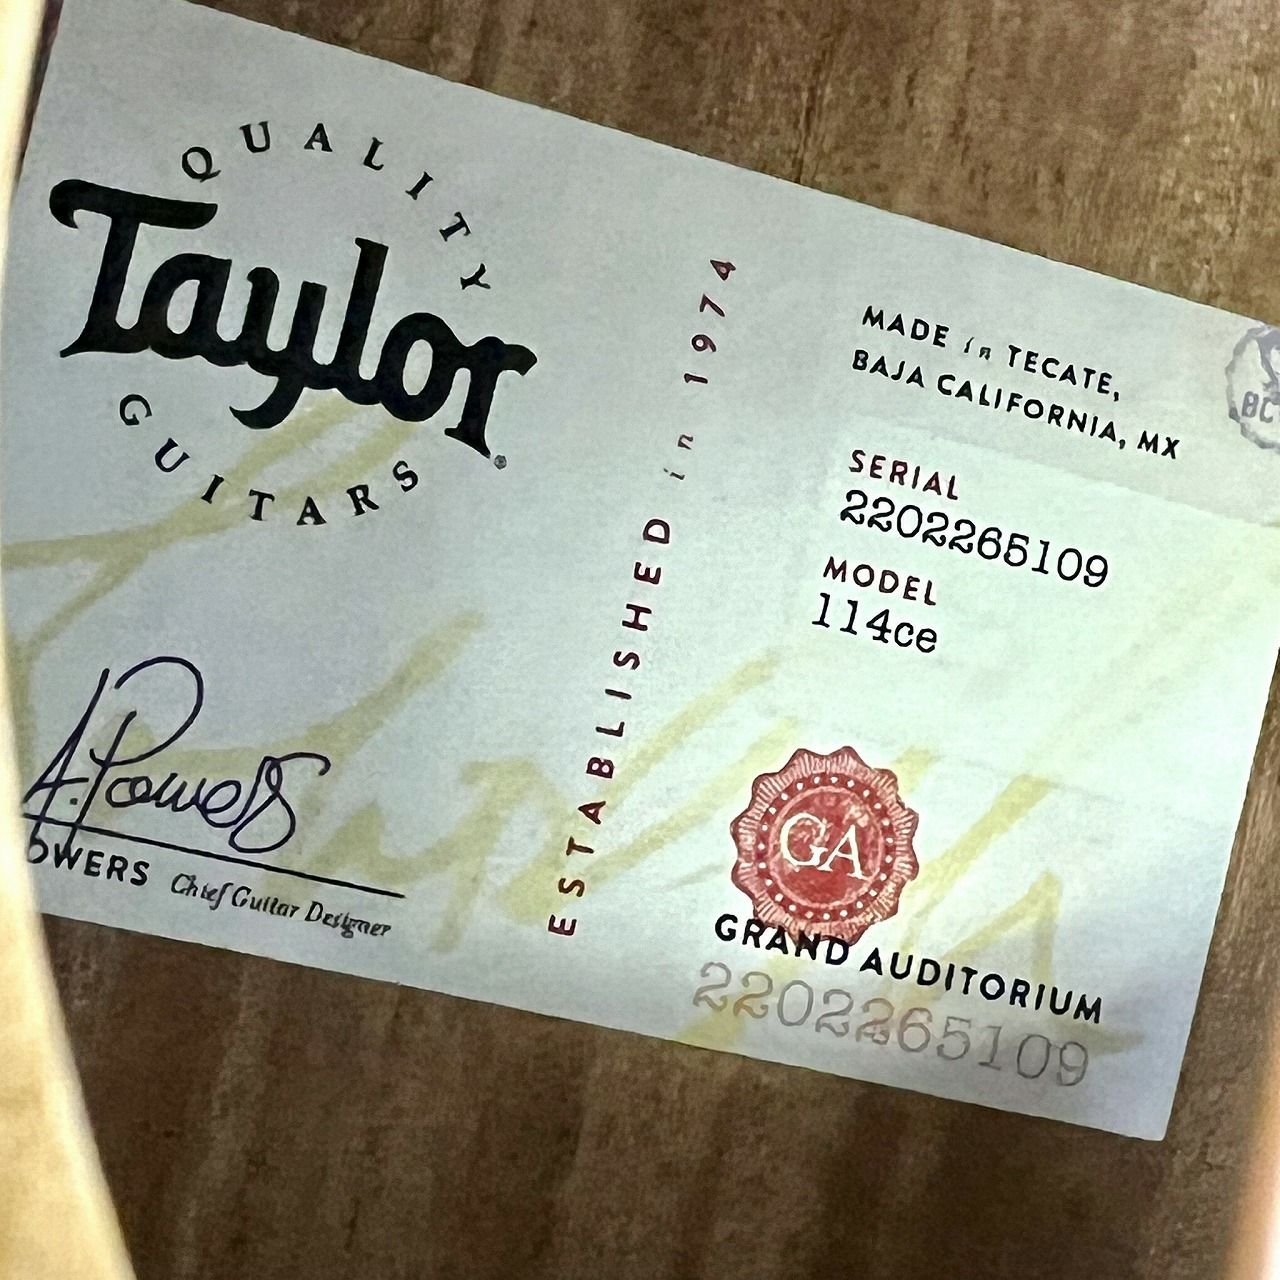 QUALITY
Taylor®
GUITARS
A. Powers
OWERS Chief Guitar Designer
ESTABLISHED in 1974
MADE in TECATE,
BAJA CALIFORNIA, MX
SERIAL
2202265109
MODEL
114ce
GA
GRAND AUDITORIUM
2202265109